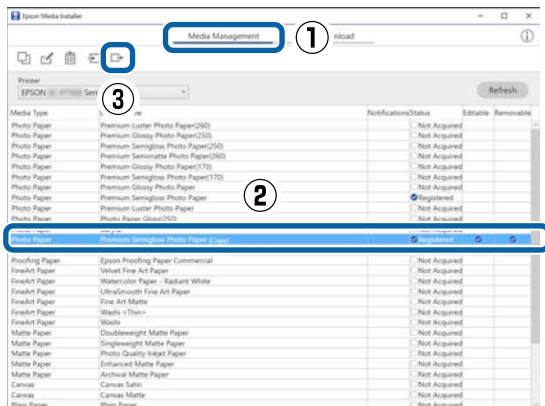 Epson Media Installer
Media Management
nload
①
③
Printer
EPSON Seri
Refresh
Media Type Notifications Status Editable Removable
Photo Paper Premium Luster Photo Paper(260) Not Acquired
Photo Paper Premium Glossy Photo Paper(250) Not Acquired
Photo Paper Premium Semigloss Photo Paper(250) Not Acquired
Photo Paper Premium Semimatte Photo Paper(260) Not Acquired
Photo Paper Premium Glossy Photo Paper(170) Not Acquired
Photo Paper Premium Semigloss Photo Paper(170) Not Acquired
Photo Paper Premium Glossy Photo Paper Not Acquired
Photo Paper Premium Semigloss Photo Paper Registered
②
Photo Paper Premium Luster Photo Paper Not Acquired
Photo Paper Photo Paper Gloss(250) Not Acquired
Photo Paper Premium Semigloss Photo Paper (Copy) Registered
Proofing Paper Epson Proofing Paper Commercial Not Acquired
FineArt Paper Velvet Fine Art Paper Not Acquired
FineArt Paper Watercolor Paper - Radiant White Not Acquired
FineArt Paper UltraSmooth Fine Art Paper Not Acquired
FineArt Paper Fine Art Matte Not Acquired
FineArt Paper Washi <Thin> Not Acquired
FineArt Paper Washi Not Acquired
Matte Paper Doubleweight Matte Paper Not Acquired
Matte Paper Singleweight Matte Paper Not Acquired
Matte Paper Photo Quality Inkjet Paper Not Acquired
Matte Paper Enhanced Matte Paper Not Acquired
Matte Paper Archival Matte Paper Not Acquired
Canvas Canvas Satin Not Acquired
Canvas Canvas Matte Not Acquired
Plain Paper Plain Paper Not Acquired